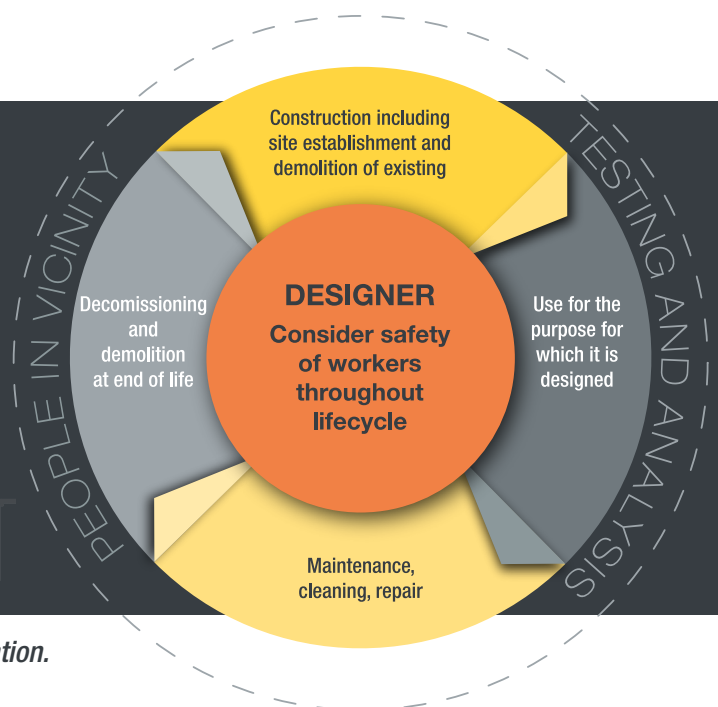 Construction including
site establishment and
demolition of existing
PEOPLE IN VICINITY
TESTING AND ANALYSIS
DESIGNER
Consider safety
of workers
throughout
lifecycle
Decomissioning
and
demolition
at end of life
Use for the
purpose for
which it is
designed
Maintenance,
cleaning, repair